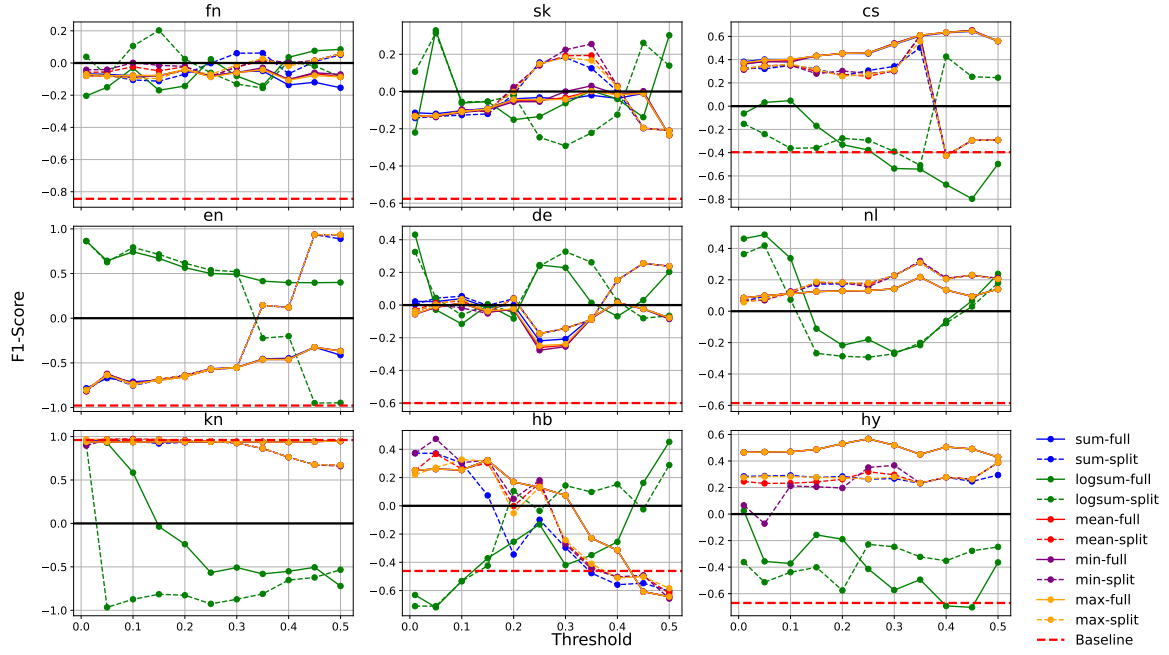 fn
sk
cs
0.2
0.0
−0.2
−0.4
−0.6
−0.8
0.2
0.0
−0.2
−0.4
−0.6
0.6
0.4
0.2
0.0
−0.2
−0.4
−0.6
−0.8
en
de
nl
1.0
0.5
0.0
−0.5
−1.0
0.4
0.2
0.0
−0.2
−0.4
−0.6
0.4
0.2
0.0
−0.2
−0.4
−0.6
F1-Score
kn
hb
hy
1.0
0.5
0.0
−0.5
−1.0
0.4
0.2
0.0
−0.2
−0.4
−0.6
0.6
0.4
0.2
0.0
−0.2
−0.4
−0.6
0.0 0.1 0.2 0.3 0.4 0.5
0.0 0.1 0.2 0.3 0.4 0.5
0.0 0.1 0.2 0.3 0.4 0.5
Threshold
sum-full
sum-split
logsum-full
logsum-split
mean-full
mean-split
min-full
min-split
max-full
max-split
Baseline